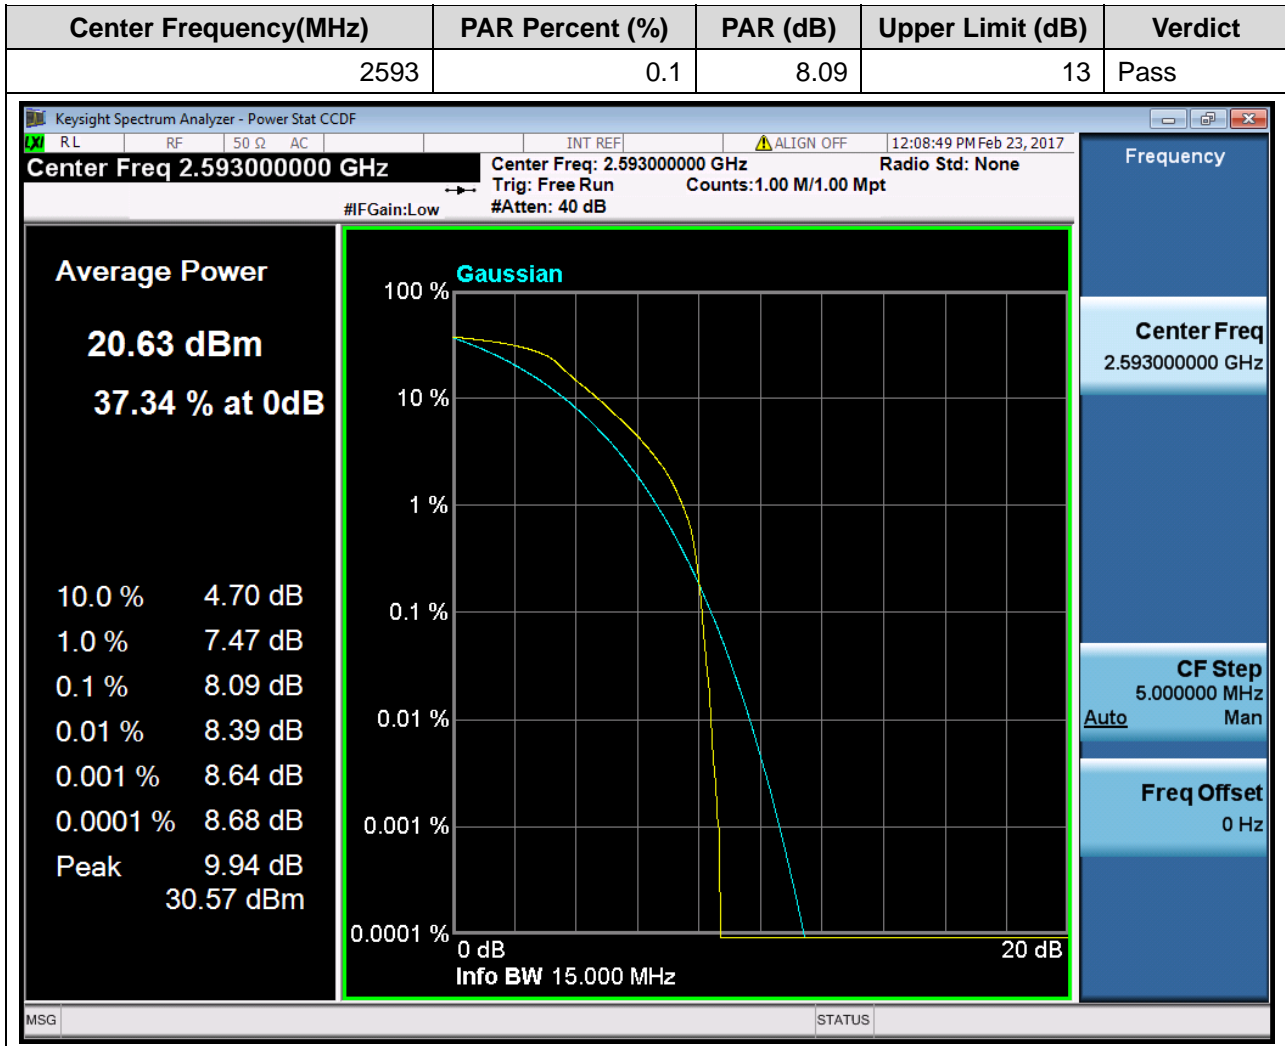 Center Frequency(MHz) PAR Percent (%) PAR (dB) Upper Limit (dB) Verdict
2593 0.1 8.09 13 Pass
Keysight Spectrum Analyzer - Power Stat CCDF
LXI RL RF 50 Ω AC INT REF ALIGN OFF 12:08:49 PM Feb 23, 2017
Center Freq 2.593000000 GHz
Center Freq: 2.593000000 GHz Radio Std: None
Trig: Free Run Counts:1.00 M/1.00 Mpt
#IFGain:Low #Atten: 40 dB
Average Power
20.63 dBm
37.34 % at 0dB
10.0 % 4.70 dB
1.0 % 7.47 dB
0.1 % 8.09 dB
0.01 % 8.39 dB
0.001 % 8.64 dB
0.0001 % 8.68 dB
Peak 9.94 dB
30.57 dBm
Gaussian
100 %
10 %
1 %
0.1 %
0.01 %
0.001 %
0.0001 %
0 dB 20 dB
Info BW 15.000 MHz
Frequency
Center Freq
2.593000000 GHz
CF Step
5.000000 MHz
Auto Man
Freq Offset
0 Hz
MSG STATUS